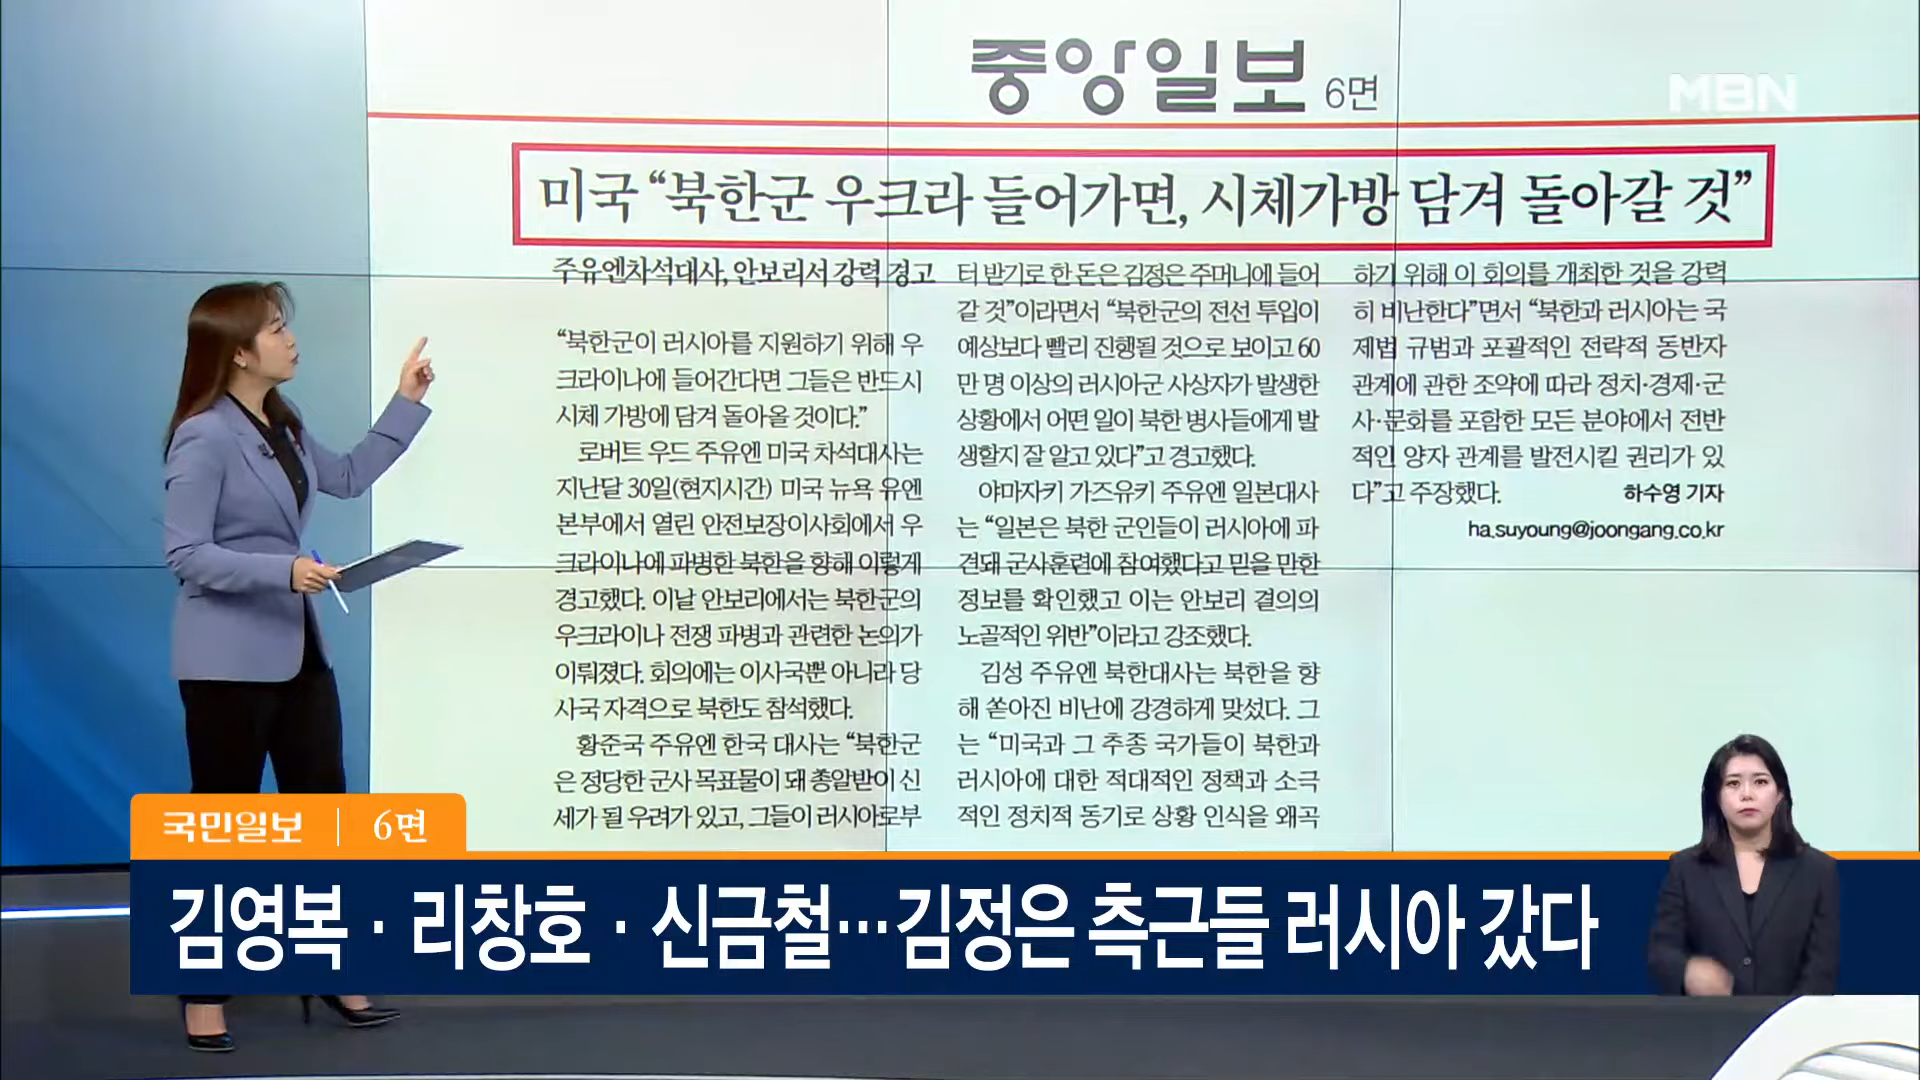 중앙일보 6면
MBN
미국 “북한군 우크라 들어가면, 시체가방 담겨 돌아갈 것”
주유엔차석대사, 안보리서 강력 경고
“북한군이 러시아를 지원하기 위해 우
크라이나에 들어간다면 그들은 반드시
시체 가방에 담겨 돌아올 것이다.”
로버트 우드 주유엔 미국 차석대사는
지난달 30일(현지시간) 미국 뉴욕 유엔
본부에서 열린 안전보장이사회에서 우
크라이나에 파병한 북한을 향해 이렇게
경고했다. 이날 안보리에서는 북한군의
우크라이나 전쟁 파병과 관련한 논의가
이뤄졌다. 회의에는 이사국뿐 아니라 당
사국 자격으로 북한도 참석했다.
황준국 주유엔 한국 대사는 “북한군
은 정당한 군사 목표물이 돼 총알받이 신
세가 될 우려가 있고, 그들이 러시아로부
터 받기로 한 돈은 김정은 주머니에 들어
갈 것”이라면서 “북한군의 전선 투입이
예상보다 빨리 진행될 것으로 보이고 60
만 명 이상의 러시아군 사상자가 발생한
상황에서 어떤 일이 북한 병사들에게 발
생할지 잘 알고 있다”고 경고했다.
야마자키 가즈유키 주유엔 일본대사
는 “일본은 북한 군인들이 러시아에 파
견돼 군사훈련에 참여했다고 믿을 만한
정보를 확인했고 이는 안보리 결의의
노골적인 위반”이라고 강조했다.
김성 주유엔 북한대사는 북한을 향
해 쏟아진 비난에 강경하게 맞섰다. 그
는 “미국과 그 추종 국가들이 북한과
러시아에 대한 적대적인 정책과 소극
적인 정치적 동기로 상황 인식을 왜곡
하기 위해 이 회의를 개최한 것을 강력
히 비난한다”면서 “북한과 러시아는 국
제법 규범과 포괄적인 전략적 동반자
관계에 관한 조약에 따라 정치·경제·군
사·문화를 포함한 모든 분야에서 전반
적인 양자 관계를 발전시킬 권리가 있
다”고 주장했다. 하수영 기자
ha.suyoung@joongang.co.kr
국민일보 | 6면
김영복·리창호·신금철…김정은 측근들 러시아 갔다